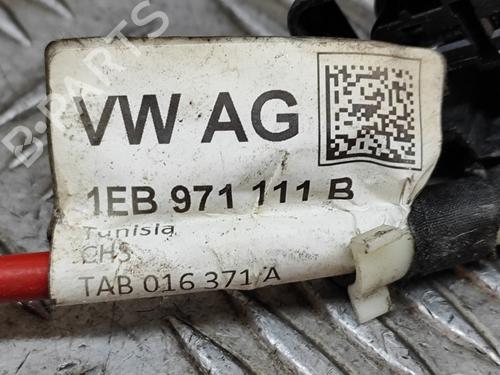 VW AG
1EB 971 111 B
Tunisia
CHS
TAB 016 371 A
B-PARTS